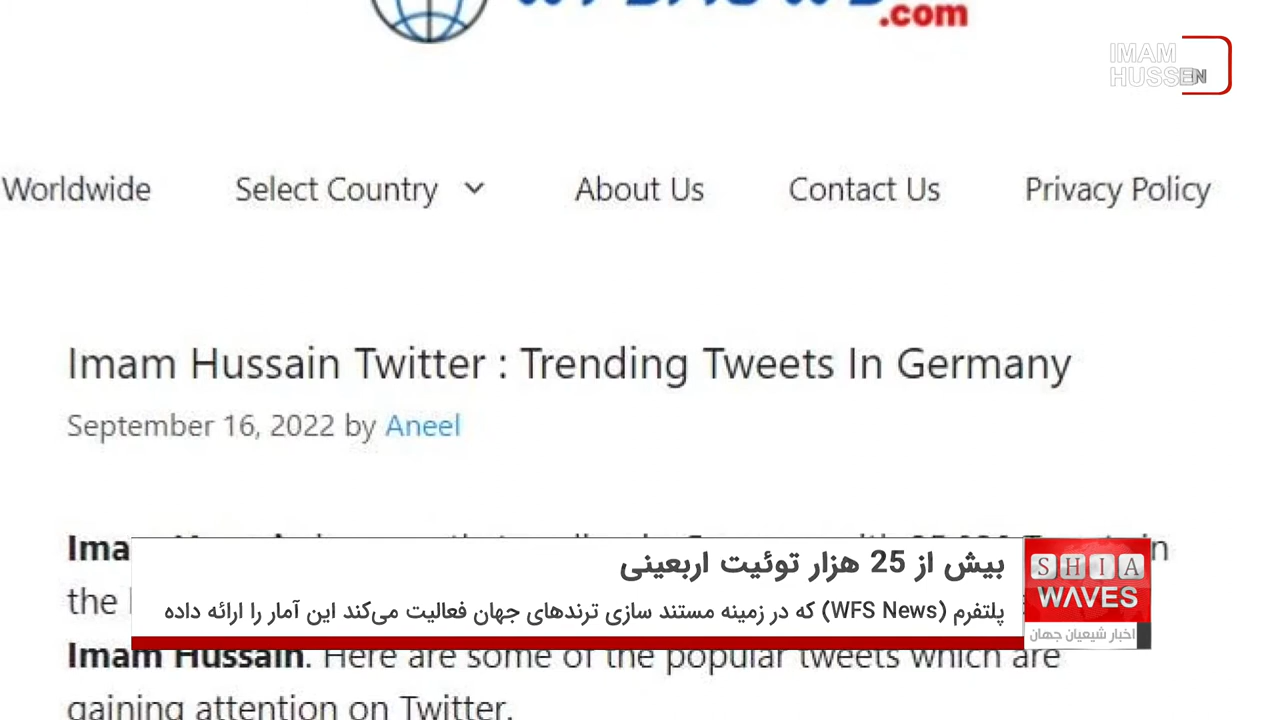 .com
IMAM
HUSSEIN
Worldwide Select Country About Us Contact Us Privacy Policy
Imam Hussain Twitter : Trending Tweets In Germany
September 16, 2022 by Aneel
بیش از 25 هزار توئیت اربعینی
پلتفرم (WFS News) که در زمینه مستند سازی ترندهای جهان فعالیت می‌کند این آمار را ارائه داده
SHIA
WAVES
اخبار شیعیان جهان
the
Imam Hussain. Here are some of the popular tweets which are
gaining attention on Twitter.